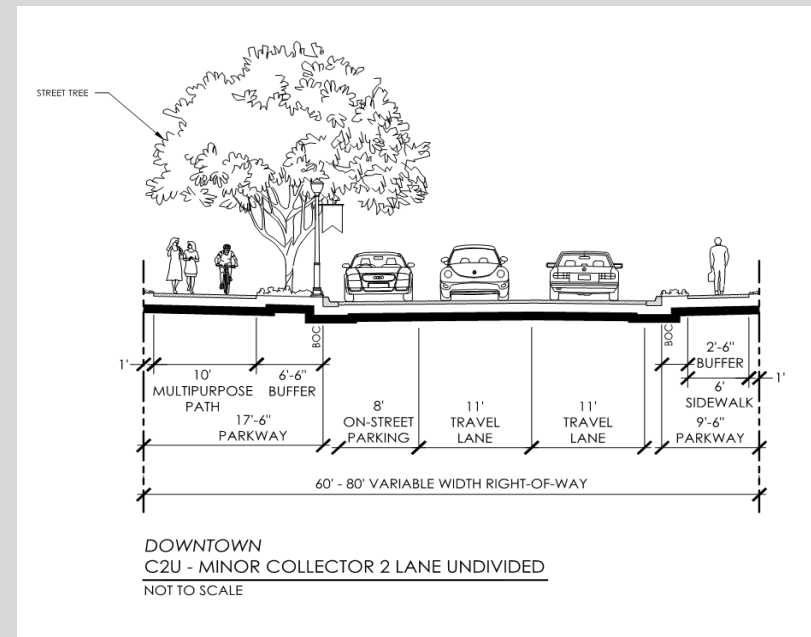 STREET TREE
BOC
BOC
1'
10'
MULTIPURPOSE
PATH
6'-6"
BUFFER
2'-6"
BUFFER
1'
6'
SIDEWALK
17'-6"
PARKWAY
8'
ON-STREET
PARKING
11'
TRAVEL
LANE
11'
TRAVEL
LANE
9'-6"
PARKWAY
60' - 80' VARIABLE WIDTH RIGHT-OF-WAY
DOWNTOWN
C2U - MINOR COLLECTOR 2 LANE UNDIVIDED
NOT TO SCALE